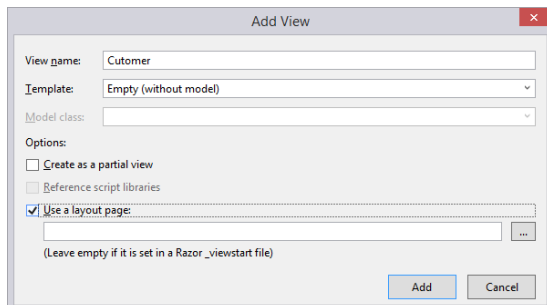 Add View
View name: Cutomer
Template: Empty (without model)
Model class:
Options:
Create as a partial view
Reference script libraries
Use a layout page:
...
(Leave empty if it is set in a Razor _viewstart file)
Add Cancel